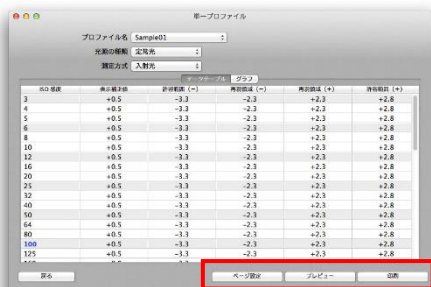 単一プロファイル
プロファイル名 Sample01
光源の種類 定常光
測定方式 入射光
データテーブル グラフ
ISO 感度 表示補正値 許容範囲 (−) 再現領域 (−) 再現領域 (+) 許容範囲 (+)
3 +0.5 −3.3 −2.3 +2.3 +2.8
4 +0.5 −3.3 −2.3 +2.3 +2.8
5 +0.5 −3.3 −2.3 +2.3 +2.8
6 +0.5 −3.3 −2.3 +2.3 +2.8
8 +0.5 −3.3 −2.3 +2.3 +2.8
10 +0.5 −3.3 −2.3 +2.3 +2.8
12 +0.5 −3.3 −2.3 +2.3 +2.8
16 +0.5 −3.3 −2.3 +2.3 +2.8
20 +0.5 −3.3 −2.3 +2.3 +2.8
25 +0.5 −3.3 −2.3 +2.3 +2.8
32 +0.5 −3.3 −2.3 +2.3 +2.8
40 +0.5 −3.3 −2.3 +2.3 +2.8
50 +0.5 −3.3 −2.3 +2.3 +2.8
64 +0.5 −3.3 −2.3 +2.3 +2.8
80 +0.5 −3.3 −2.3 +2.3 +2.8
100 +0.5 −3.3 −2.3 +2.3 +2.8
125 +0.5 −3.3 −2.3 +2.3 +2.8
戻る ページ設定 プレビュー 印刷